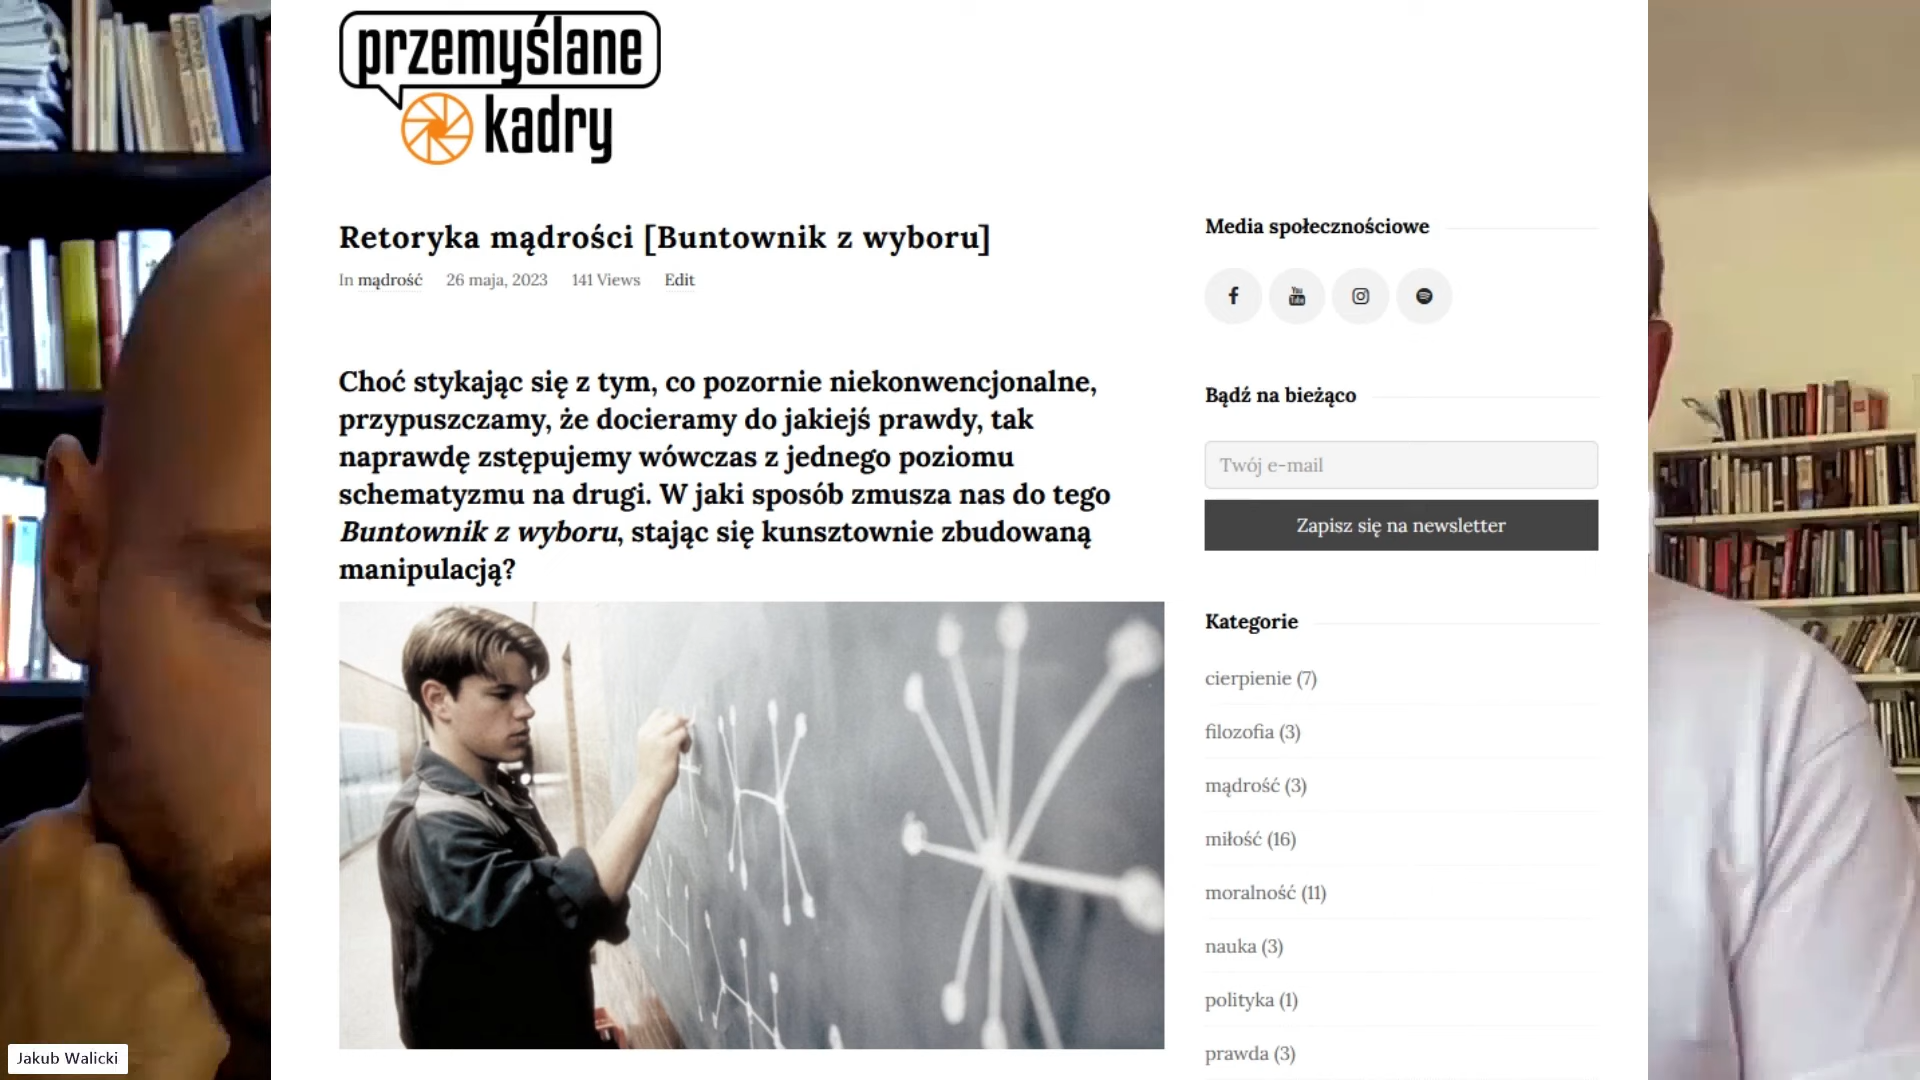 przemyślane
kadry
Retoryka mądrości [Buntownik z wyboru]
In mądrość 26 maja, 2023 141 Views Edit
Choć stykając się z tym, co pozornie niekonwencjonalne,
przypuszczamy, że docieramy do jakiejś prawdy, tak
naprawdę zstępujemy wówczas z jednego poziomu
schematyzmu na drugi. W jaki sposób zmusza nas do tego
Buntownik z wyboru, stając się kunsztownie zbudowaną
manipulacją?
Media społecznościowe
You
Tube
Bądź na bieżąco
Twój e-mail
Zapisz się na newsletter
Kategorie
cierpienie (7)
filozofia (3)
mądrość (3)
miłość (16)
moralność (11)
nauka (3)
polityka (1)
prawda (3)
Jakub Walicki